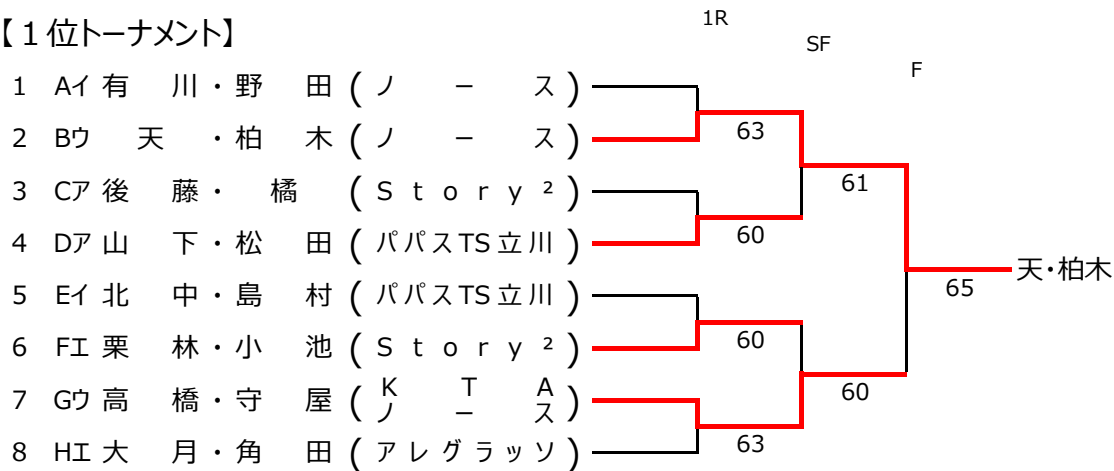 【１位トーナメント】
1R
SF
F
1 Aイ 有川・野田 (ノース)
2 Bウ 天・柏木 (ノース)
63
3 Cア 後藤・橘 (Story²)
61
4 Dア 山下・松田 (パパスTS立川)
60
天・柏木
5 Eイ 北中・島村 (パパスTS立川)
65
6 Fエ 栗林・小池 (Story²)
60
7 Gウ 高橋・守屋 (KTA
ノース)
60
8 Hエ 大月・角田 (アレグラッソ)
63